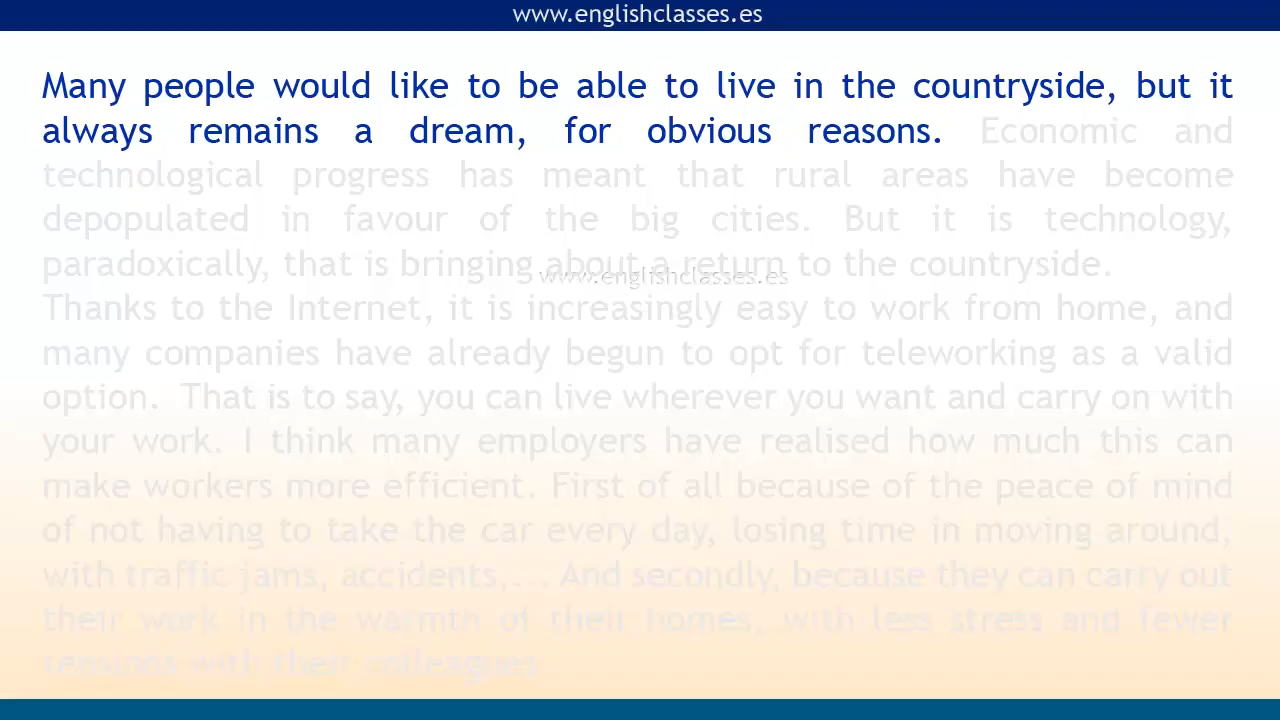 www.englishclasses.es
Many people would like to be able to live in the countryside, but it
always remains a dream, for obvious reasons. Economic and
technological progress has meant that rural areas have become
depopulated in favour of the big cities. But it is technology,
paradoxically, that is bringing about a return to the countryside.
www.englishclasses.es
Thanks to the Internet, it is increasingly easy to work from home, and
many companies have already begun to opt for teleworking as a valid
option. That is to say, you can live wherever you want and carry on with
your work. I think many employers have realised how much this can
make workers more efficient. First of all because of the peace of mind
of not having to take the car every day, losing time in moving around,
with traffic jams, accidents,... And secondly, because they can carry out
their work in the warmth of their homes, with less stress and fewer
tensions with their colleagues